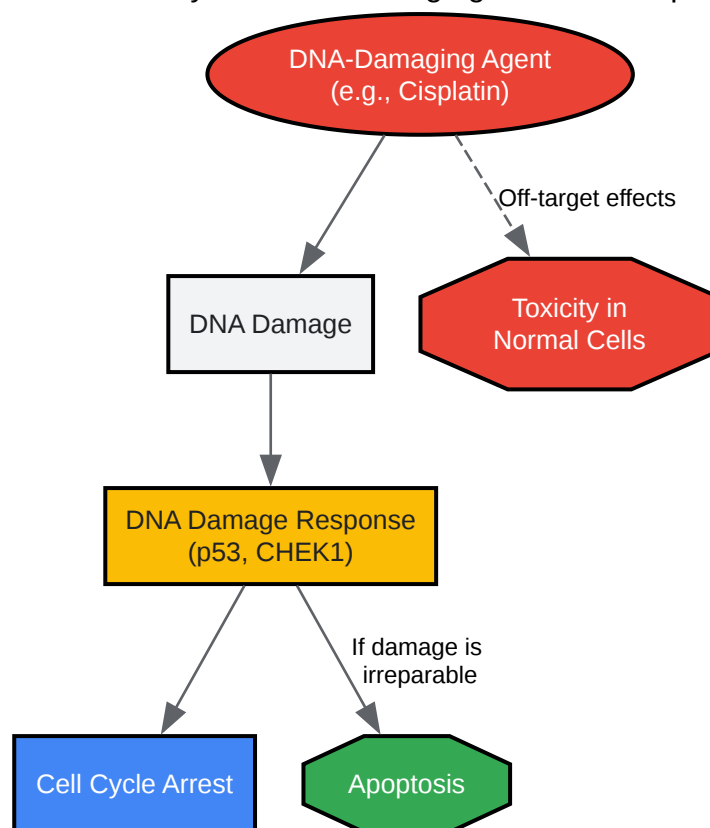 DNA-Damaging Agent
(e.g., Cisplatin)
Off-target effects
DNA Damage
Toxicity in
Normal Cells
DNA Damage Response
(p53, CHEK1)
If damage is
irreparable
Cell Cycle Arrest
Apoptosis